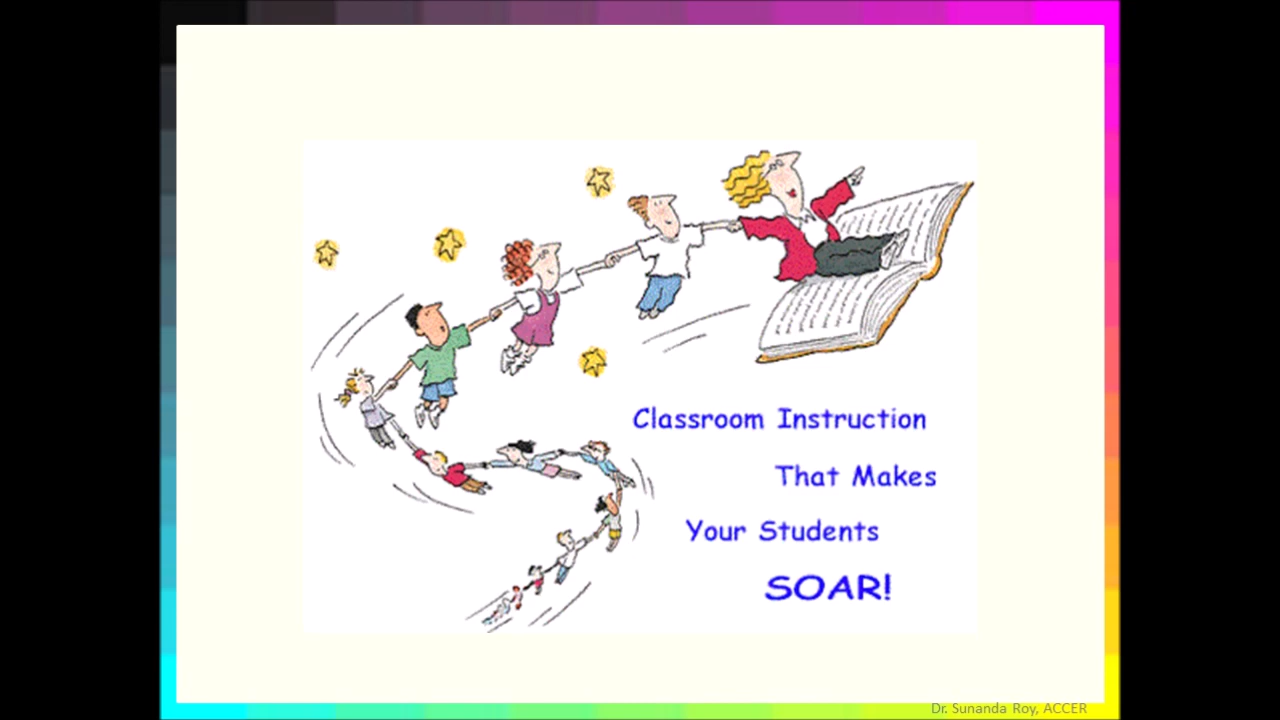 Classroom Instruction
That Makes
Your Students
SOAR!
Dr. Sunanda Roy, ACCER